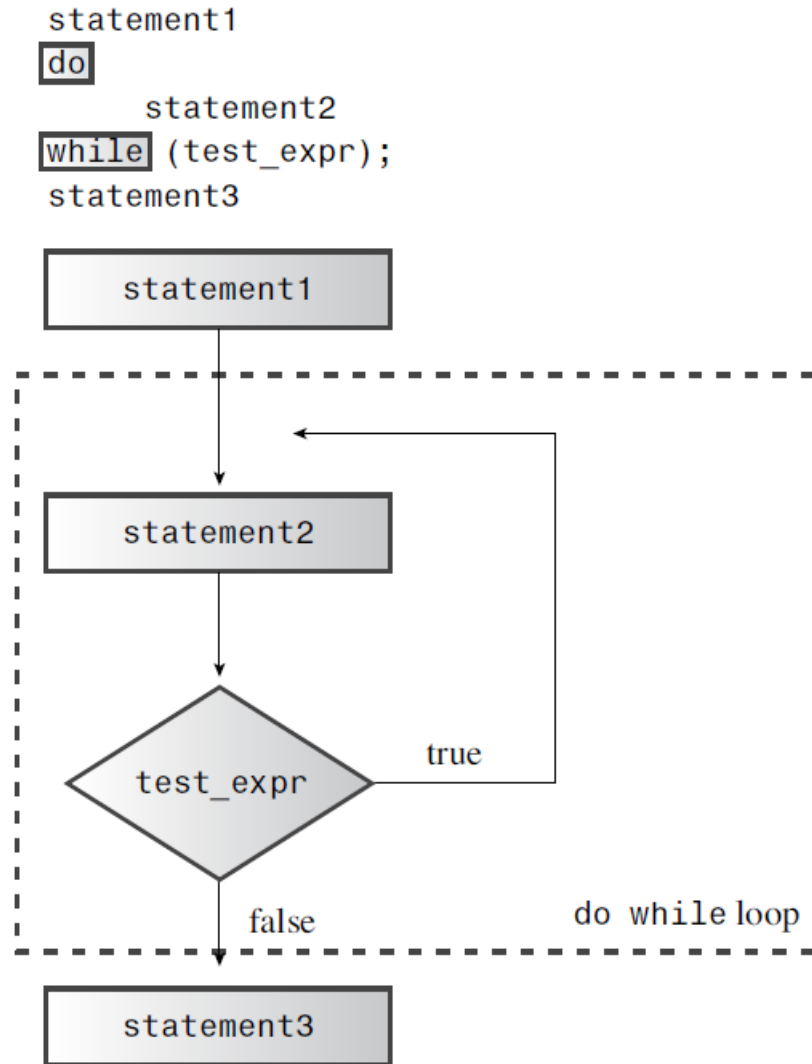 statement1
do
statement2
while (test_expr);
statement3
statement1
statement2
test_expr
true
false
do while loop
statement3